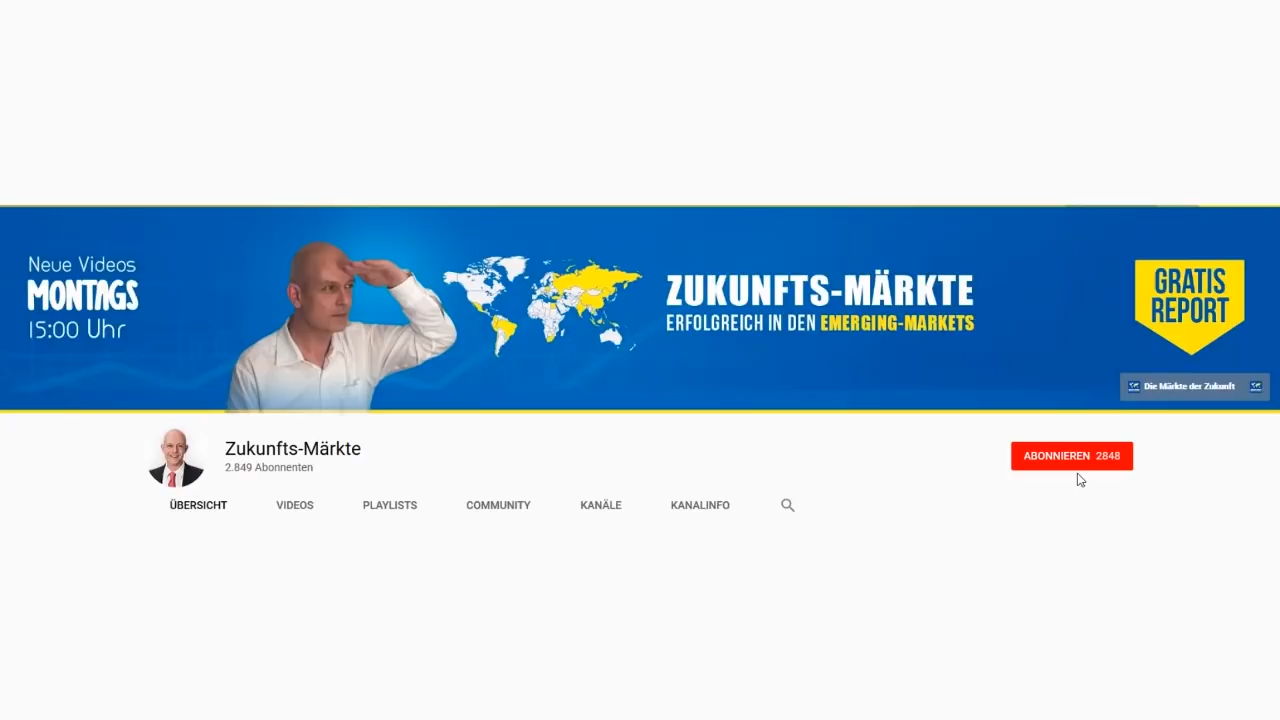 Neue Videos
MONTAGS
15:00 Uhr
ZUKUNFTS-MÄRKTE
ERFOLGREICH IN DEN EMERGING-MARKETS
GRATIS
REPORT
Die Märkte der Zukunft
Zukunfts-Märkte
2.849 Abonnenten
ABONNIEREN 2848
ÜBERSICHT VIDEOS PLAYLISTS COMMUNITY KANÄLE KANALINFO